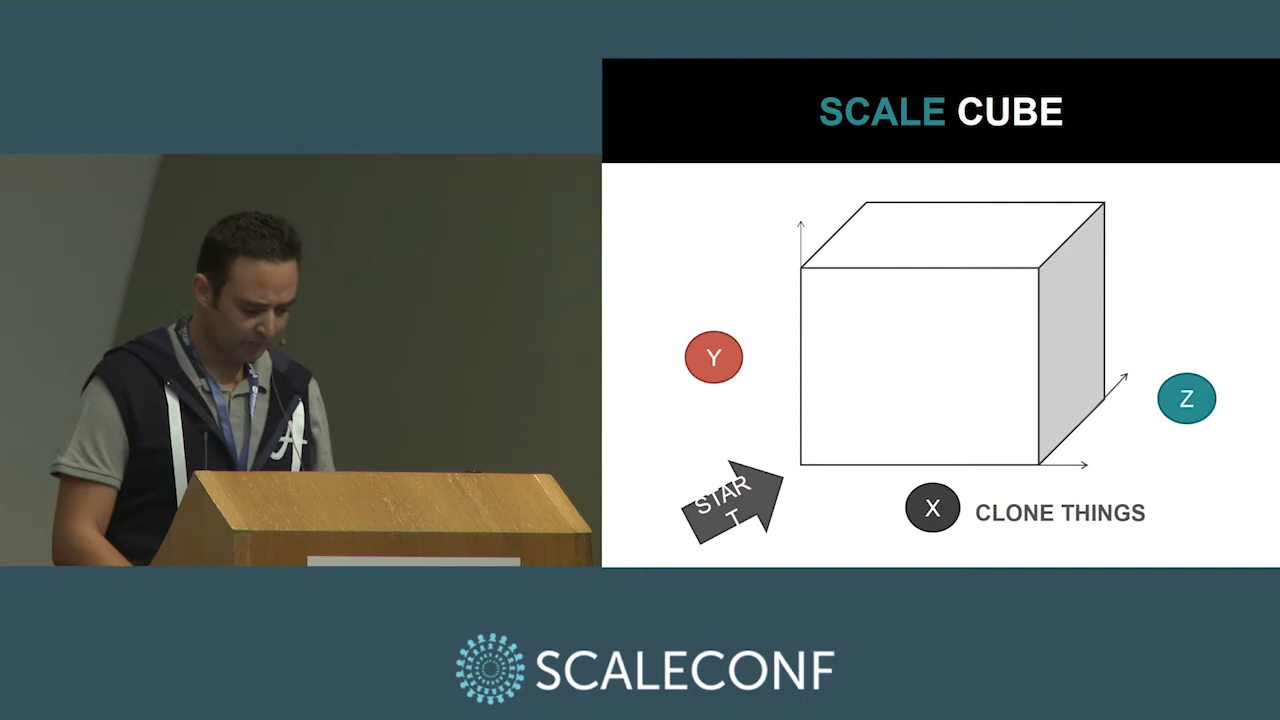 SCALE CUBE
Y
Z
STAR
T
X
CLONE THINGS
A
SCALECONF